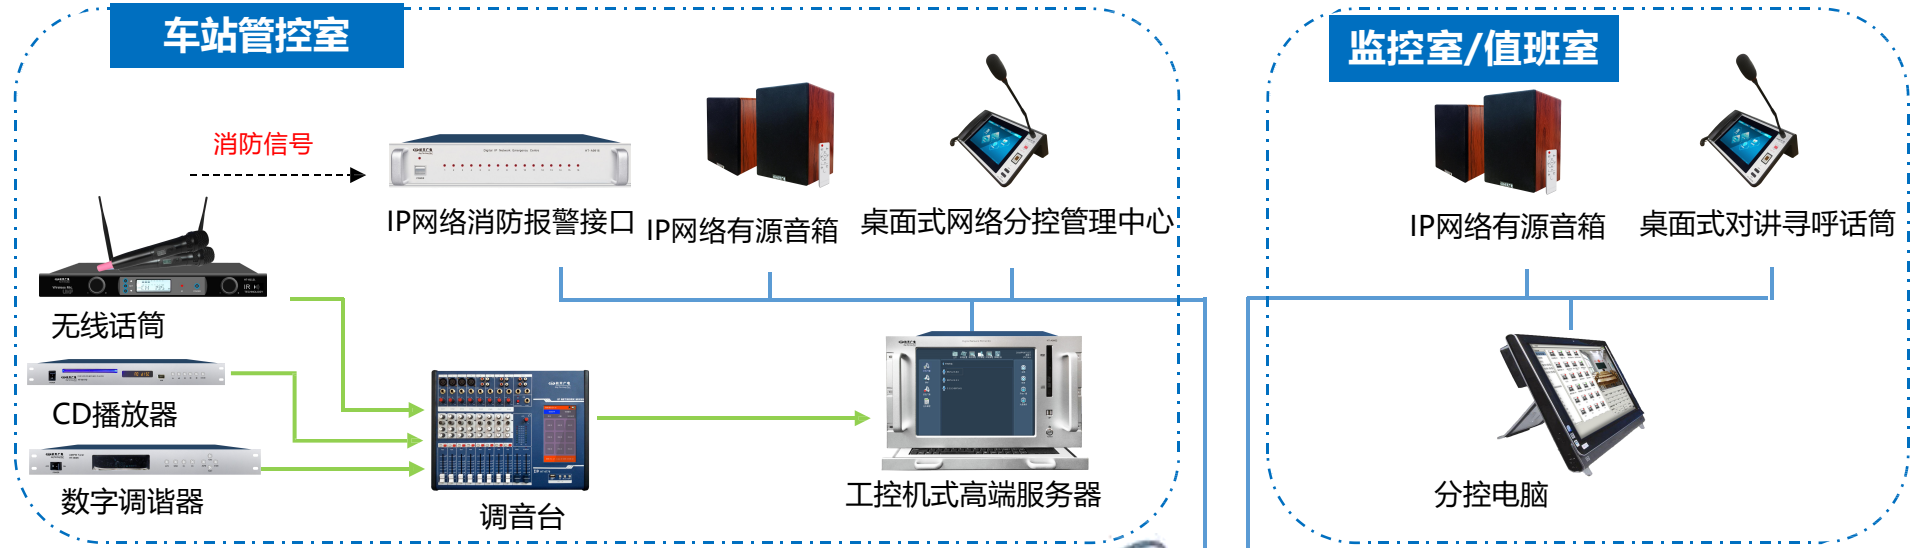 车站管控室
监控室/值班室
消防信号
IP网络消防报警接口
IP网络有源音箱
桌面式网络分控管理中心
IP网络有源音箱
桌面式对讲寻呼话筒
无线话筒
CD播放器
数字调谐器
调音台
工控机式高端服务器
分控电脑